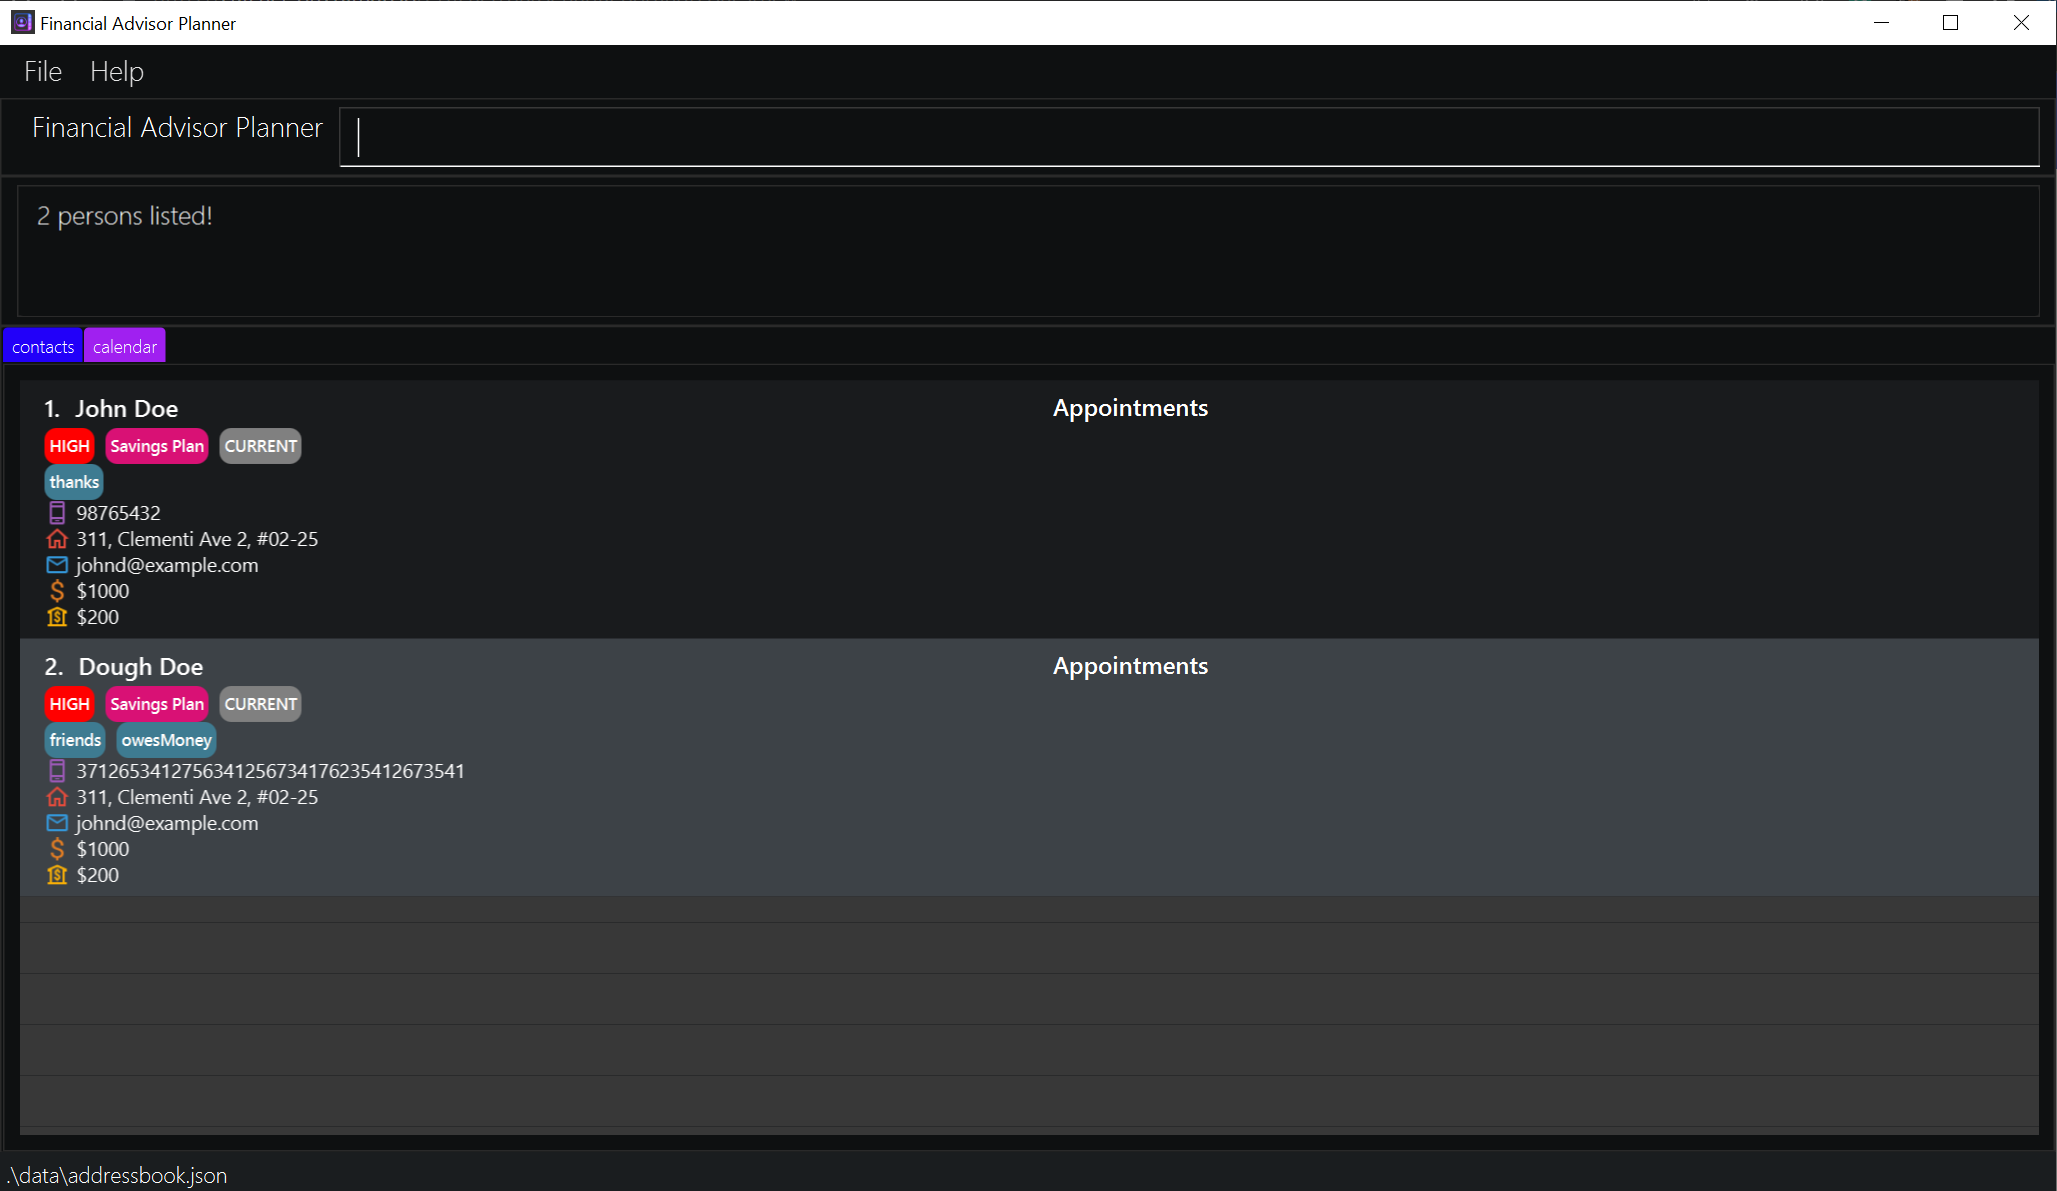 Financial Advisor Planner
File Help
Financial Advisor Planner
2 persons listed!
contacts calendar
1. John Doe
Appointments
HIGH Savings Plan CURRENT
thanks
98765432
311, Clementi Ave 2, #02-25
johnd@example.com
$1000
$200
2. Dough Doe
Appointments
HIGH Savings Plan CURRENT
friends owesMoney
37126534127563412567341762354126​73541
311, Clementi Ave 2, #02-25
johnd@example.com
$1000
$200
.\data\addressbook.json